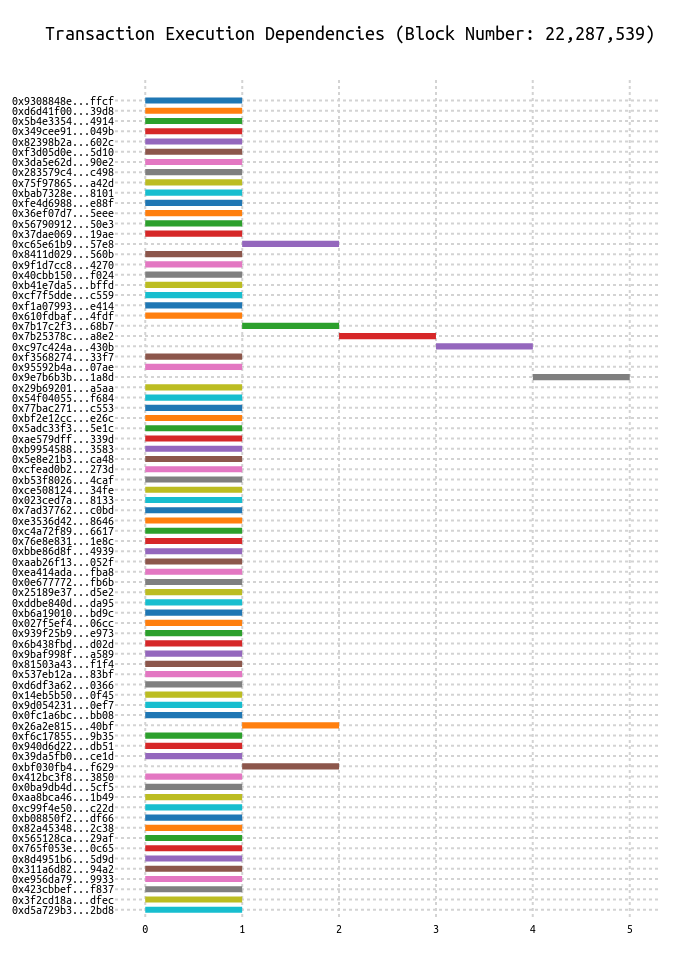 Transaction Execution Dependencies (Block Number: 22,287,539)
0x9308848e...ffcf
0xd6d41f00...39d8
0x5b4e3354...4914
0x349cee91...049b
0x82398b2a...602c
0xf3d05d0e...5d10
0x3da5e62d...90e2
0x283579c4...c498
0x75f97865...a42d
0xbab7328e...8101
0xfe4d6988...e88f
0x36ef07d7...5eee
0x56790912...50e3
0x37dae069...19ae
0xc65e61b9...57e8
0x8411d029...560b
0x9f1d7cc8...4270
0x40cbb150...f024
0xb41e7da5...bffd
0xcf7f5dde...c559
0xf1a07993...e414
0x610fdbaf...4fdf
0x7b17c2f3...68b7
0x7b25378c...a8e2
0xc97c424a...430b
0xf3568274...33f7
0x95592b4a...07ae
0x9e7b6b3b...1a8d
0x29b69201...a5aa
0x54f04055...f684
0x77bac271...c553
0xbf2e12cc...e26c
0x5adc33f3...5e1c
0xae579dff...339d
0xb9954588...3583
0x5e8e21b3...ca48
0xcfead0b2...273d
0xb53f8026...4caf
0xce508124...34fe
0x023ced7a...8133
0x7ad37762...c0bd
0xe3536d42...8646
0xc4a72f89...6617
0x76e8e831...1e8c
0xbbe86d8f...4939
0xaab26f13...052f
0xea414ada...fba8
0x0e677772...fb6b
0x25189e37...d5e2
0xddbe840d...da95
0xb6a19010...bd9c
0x027f5ef4...06cc
0x939f25b9...e973
0x6b438fbd...d02d
0x9baf998f...a589
0x81503a43...f1f4
0x537eb12a...83bf
0xd6df3a62...0366
0x14eb5b50...0f45
0x9d054231...0ef7
0x0fc1a6bc...bb08
0x26a2e815...40bf
0xf6c17855...9b35
0x940d6d22...db51
0x39da5fb0...ce1d
0xbf030fb4...f629
0x412bc3f8...3850
0x0ba9db4d...5cf5
0xaa8bca46...1b49
0xc99f4e50...c22d
0xb08850f2...df66
0x82a45348...2c38
0x565128ca...29af
0x765f053e...0c65
0x8d4951b6...5d9d
0x311a6d82...94a2
0xe956da79...9933
0x423cbbef...f837
0x3f2cd18a...dfec
0xd5a729b3...2bd8
0 1 2 3 4 5